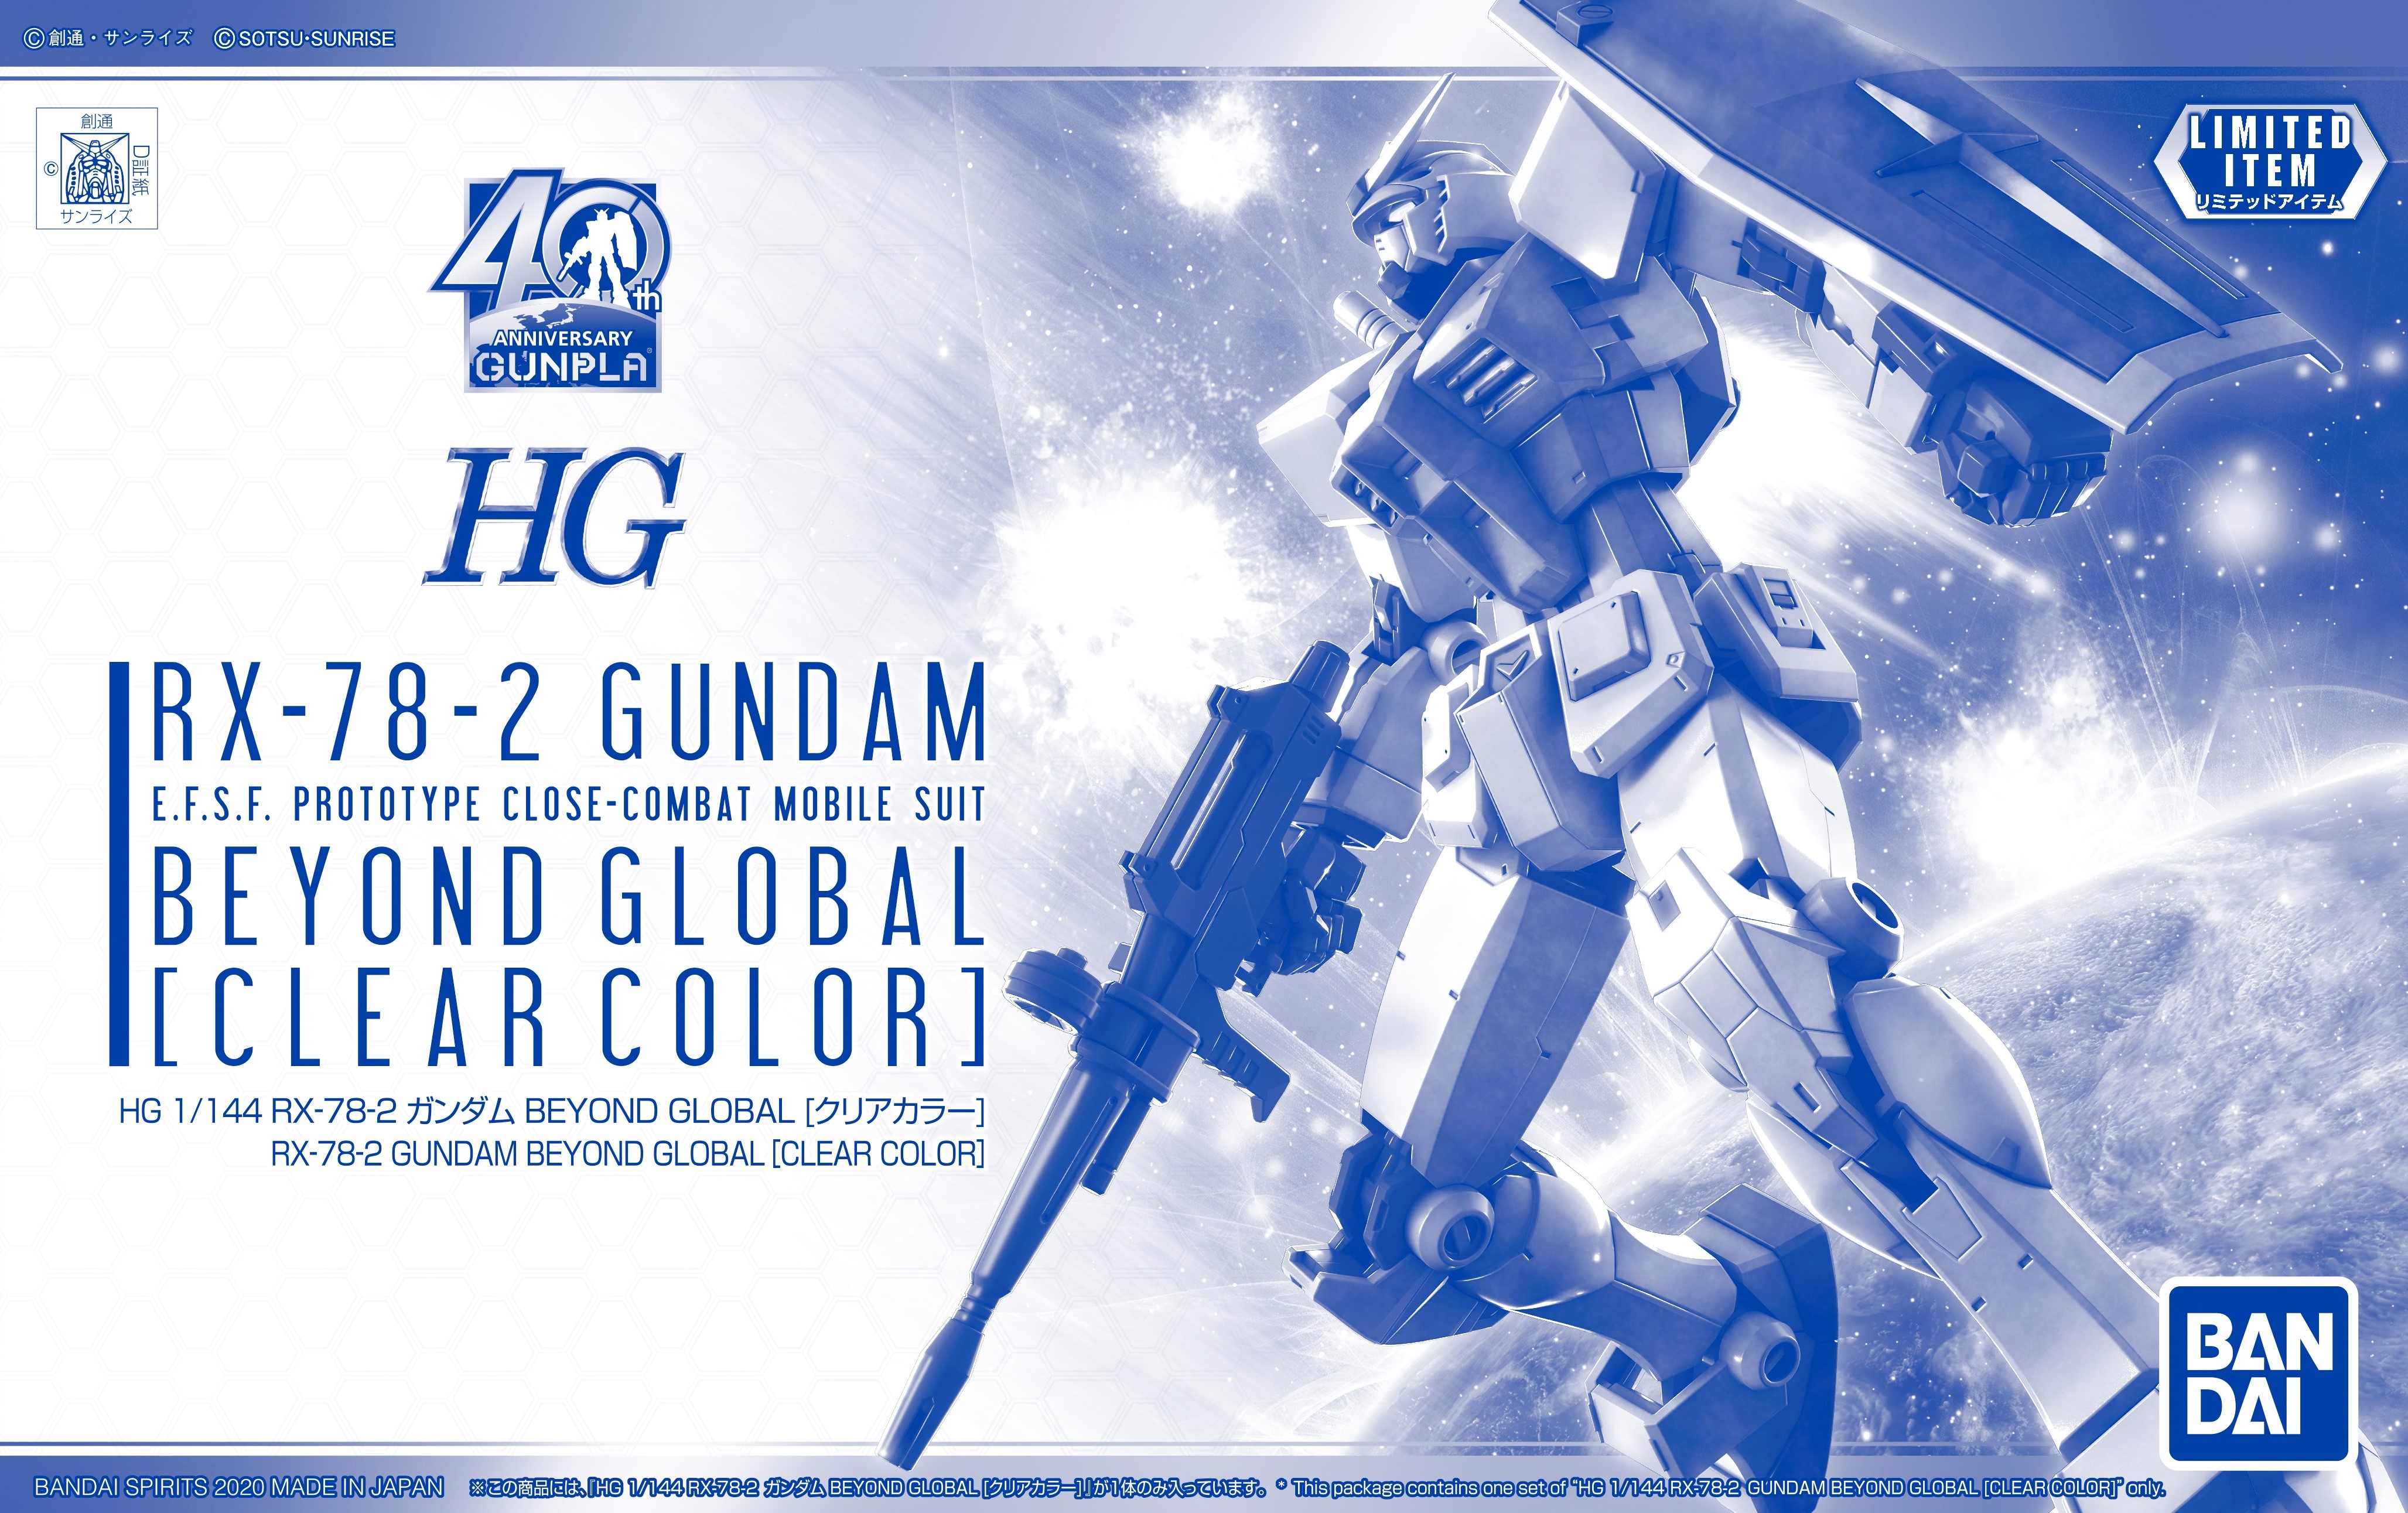 ©創通・サンライズ ©SOTSU・SUNRISE
創通
©
D証紙
サンライズ
LIMITED
ITEM
リミテッドアイテム
40th
ANNIVERSARY
GUNPLA®
HG
RX-78-2 GUNDAM
E.F.S.F. PROTOTYPE CLOSE-COMBAT MOBILE SUIT
BEYOND GLOBAL
[CLEAR COLOR]
HG 1/144 RX-78-2 ガンダム BEYOND GLOBAL [クリアカラー]
RX-78-2 GUNDAM BEYOND GLOBAL [CLEAR COLOR]
BAN
DAI
BANDAI SPIRITS 2020 MADE IN JAPAN ※この商品には、『HG 1/144 RX-78-2 ガンダム BEYOND GLOBAL [クリアカラー]』が1体のみ入っています。 * This package contains one set of "HG 1/144 RX-78-2 GUNDAM BEYOND GLOBAL [CLEAR COLOR]" only.